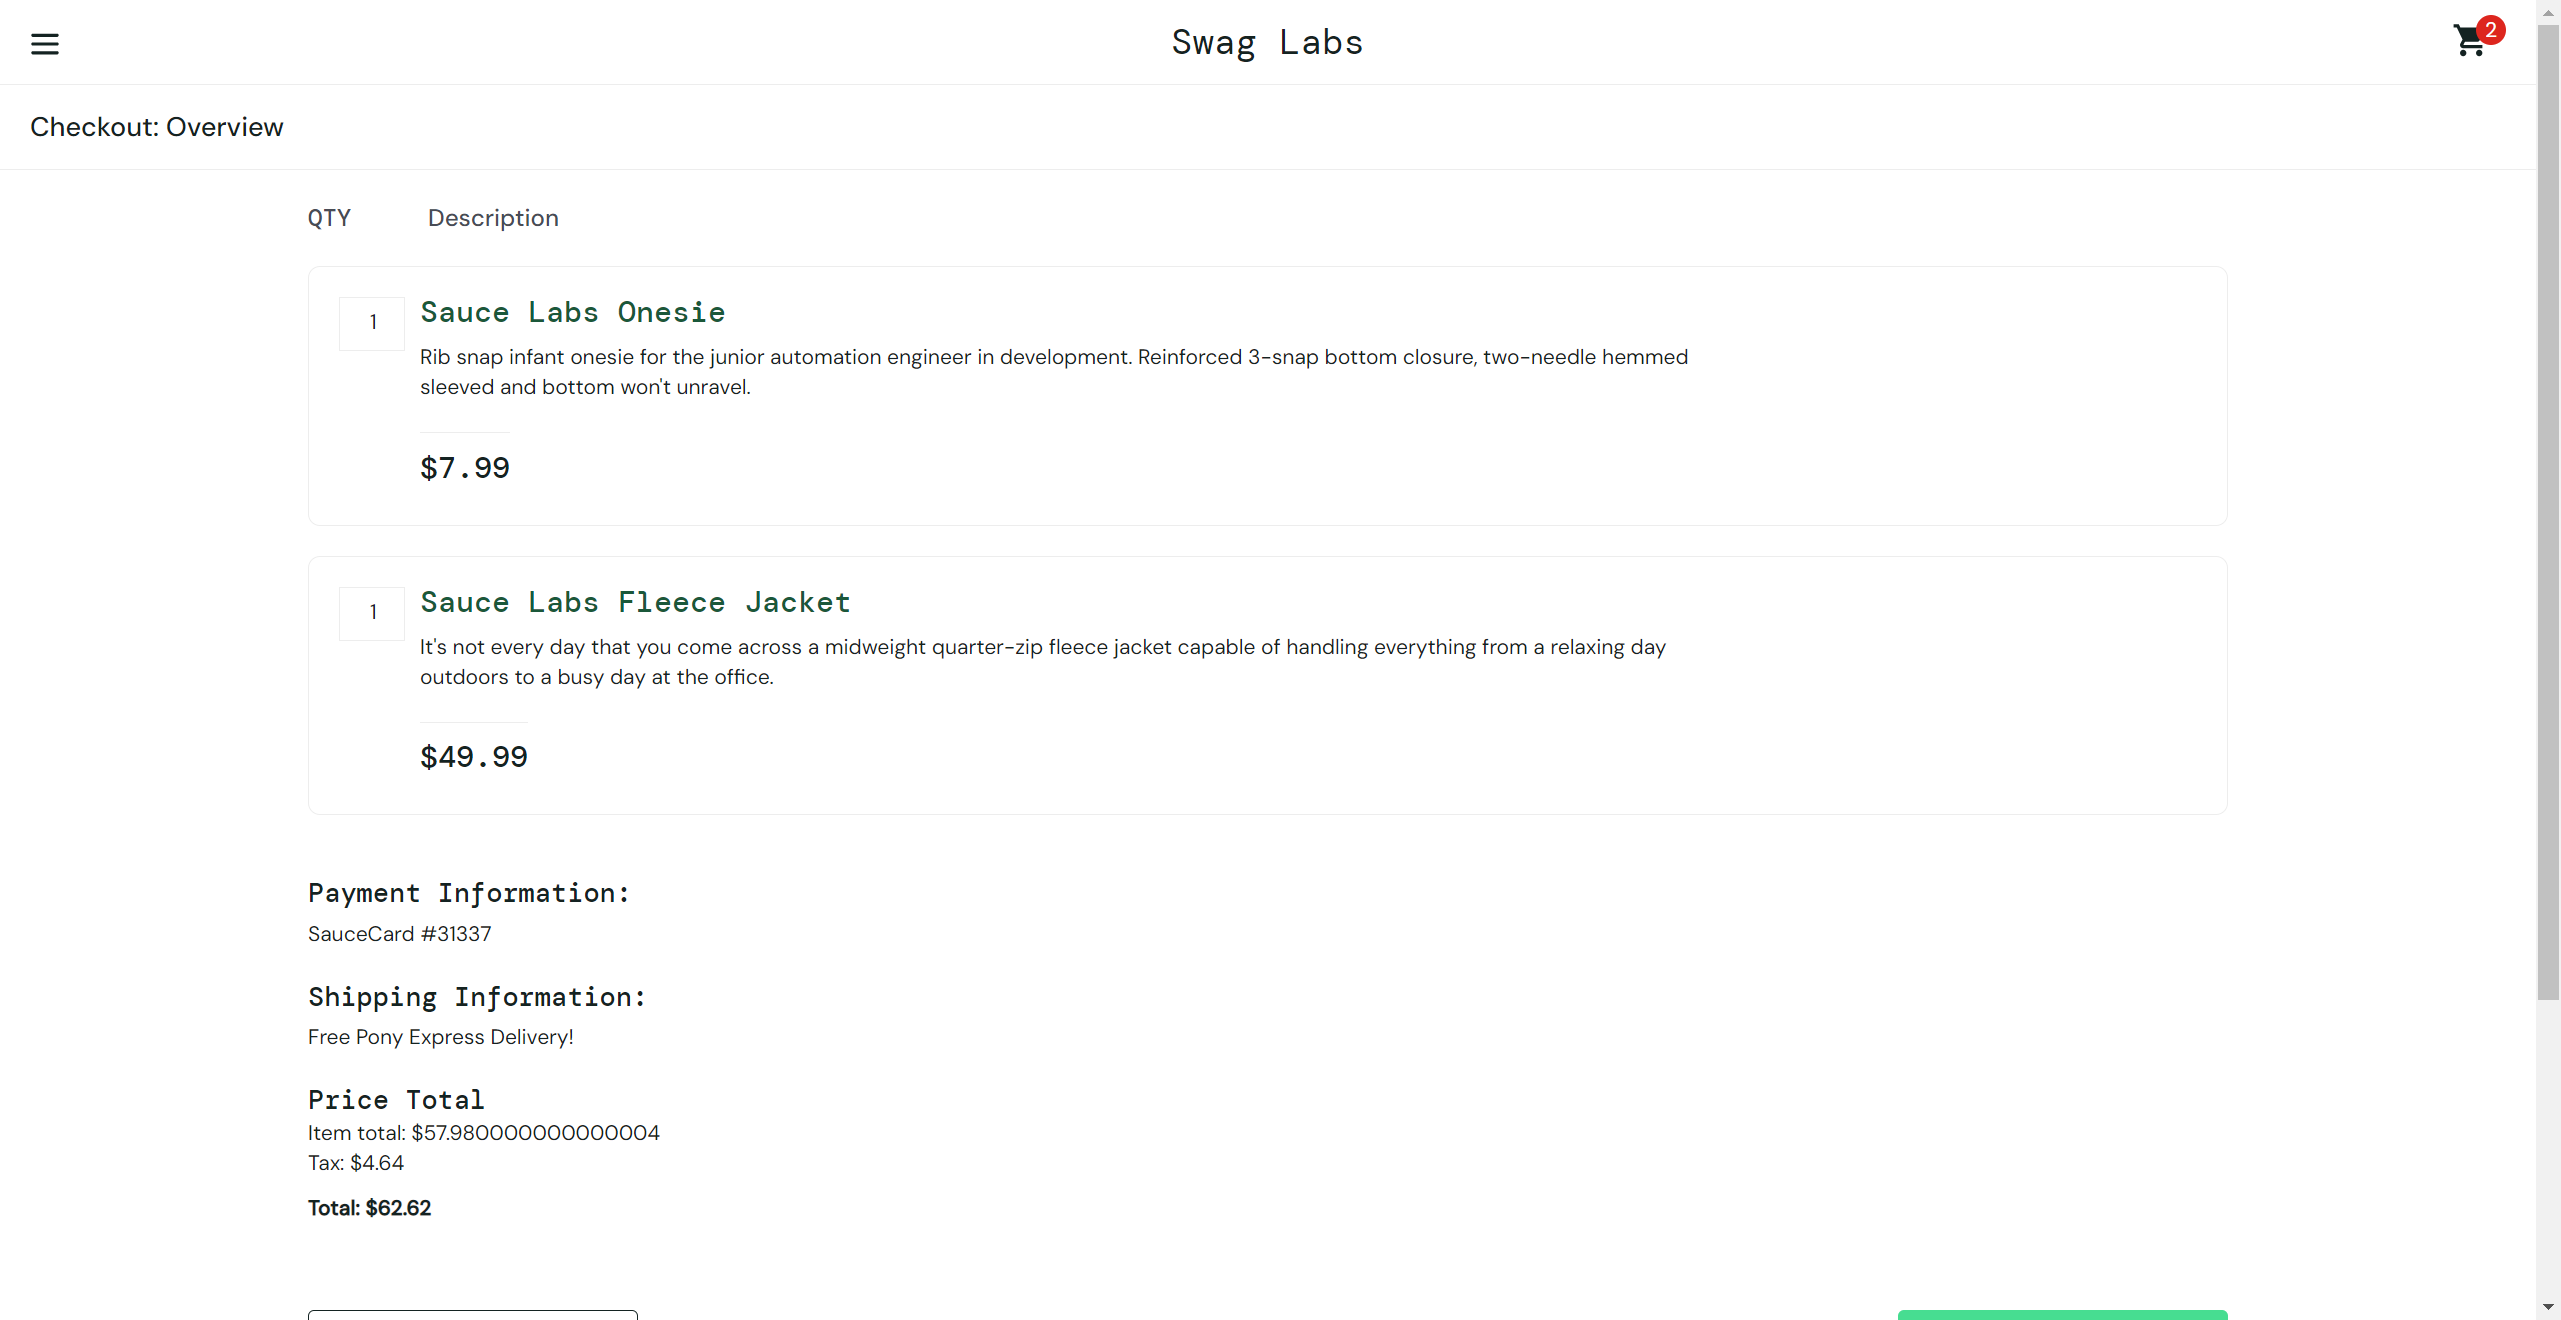 Swag Labs
2
Checkout: Overview
QTY Description
1
Sauce Labs Onesie
Rib snap infant onesie for the junior automation engineer in development. Reinforced 3-snap bottom closure, two-needle hemmed
sleeved and bottom won't unravel.
$7.99
1
Sauce Labs Fleece Jacket
It's not every day that you come across a midweight quarter-zip fleece jacket capable of handling everything from a relaxing day
outdoors to a busy day at the office.
$49.99
Payment Information:
SauceCard #31337
Shipping Information:
Free Pony Express Delivery!
Price Total
Item total: $57.980000000000004
Tax: $4.64
Total: $62.62